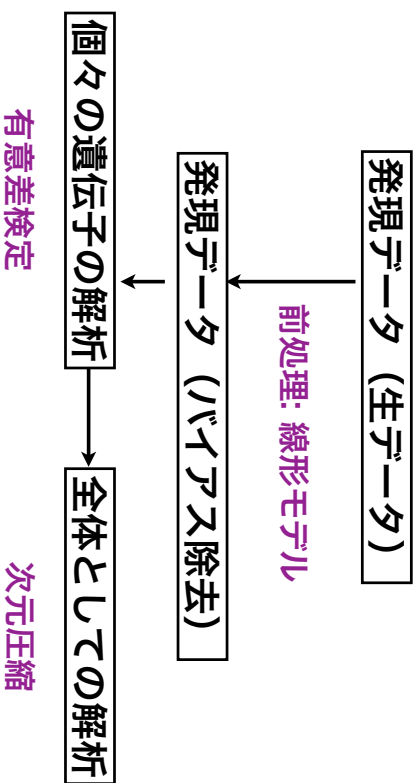 発現データ（生データ）
前処理: 線形モデル
発現データ（バイアス除去）
個々の遺伝子の解析
全体としての解析
有意差検定
次元圧縮